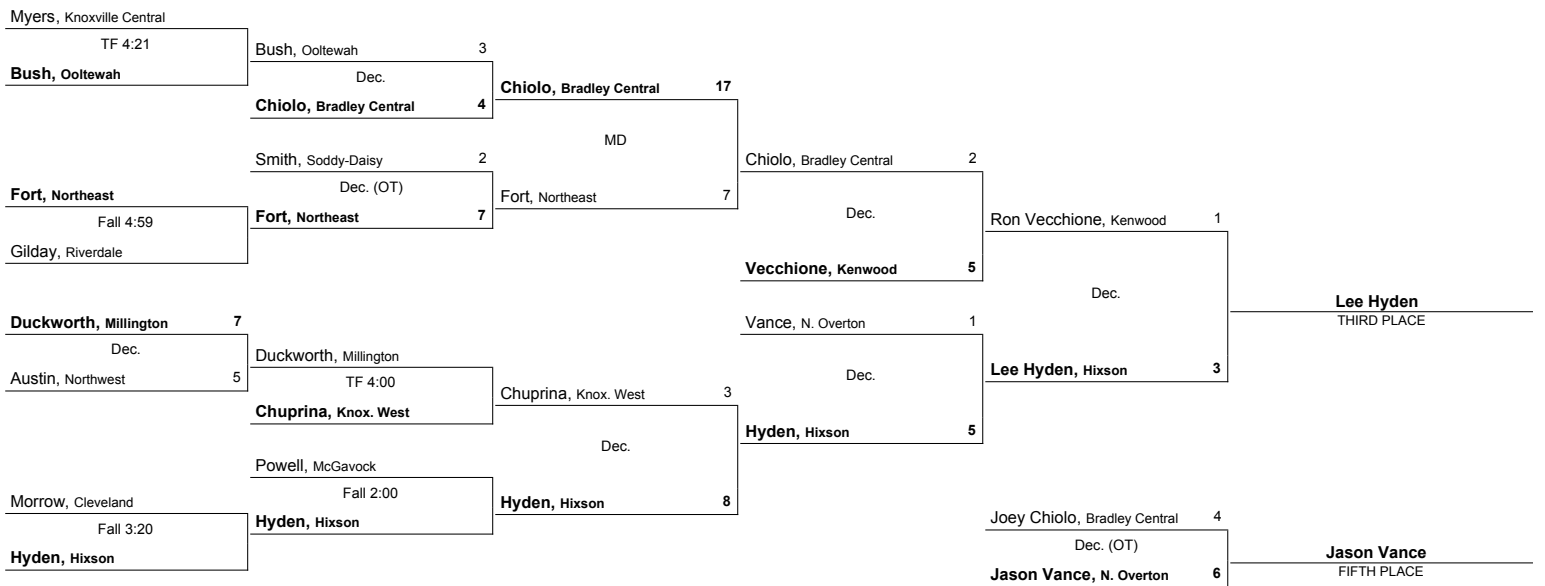 Myers, Knoxville Central
TF 4:21
Bush, Ooltewah
Fort, Northeast
Fall 4:59
Gilday, Riverdale
Duckworth, Millington 7
Dec.
Austin, Northwest 5
Morrow, Cleveland
Fall 3:20
Hyden, Hixson
Bush, Ooltewah 3
Dec.
Chiolo, Bradley Central 4
Smith, Soddy-Daisy 2
Dec. (OT)
Fort, Northeast 7
Duckworth, Millington
TF 4:00
Chuprina, Knox. West
Powell, McGavock
Fall 2:00
Hyden, Hixson
Chiolo, Bradley Central 17
MD
Fort, Northeast 7
Chuprina, Knox. West 3
Dec.
Hyden, Hixson 8
Chiolo, Bradley Central 2
Dec.
Vecchione, Kenwood 5
Vance, N. Overton 1
Dec.
Hyden, Hixson 5
Ron Vecchione, Kenwood 1
Dec.
Lee Hyden, Hixson 3
Lee Hyden
THIRD PLACE
Joey Chiolo, Bradley Central 4
Dec. (OT)
Jason Vance, N. Overton 6
Jason Vance
FIFTH PLACE